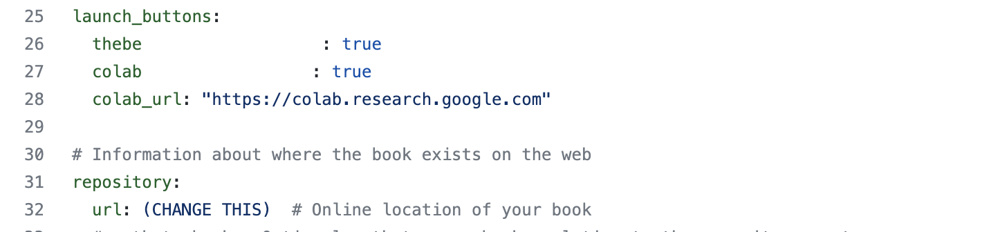 25 launch_buttons:
26 thebe : true
27 colab : true
28 colab_url: "https://colab.research.google.com"
29
30 # Information about where the book exists on the web
31 repository:
32 url: (CHANGE THIS) # Online location of your book